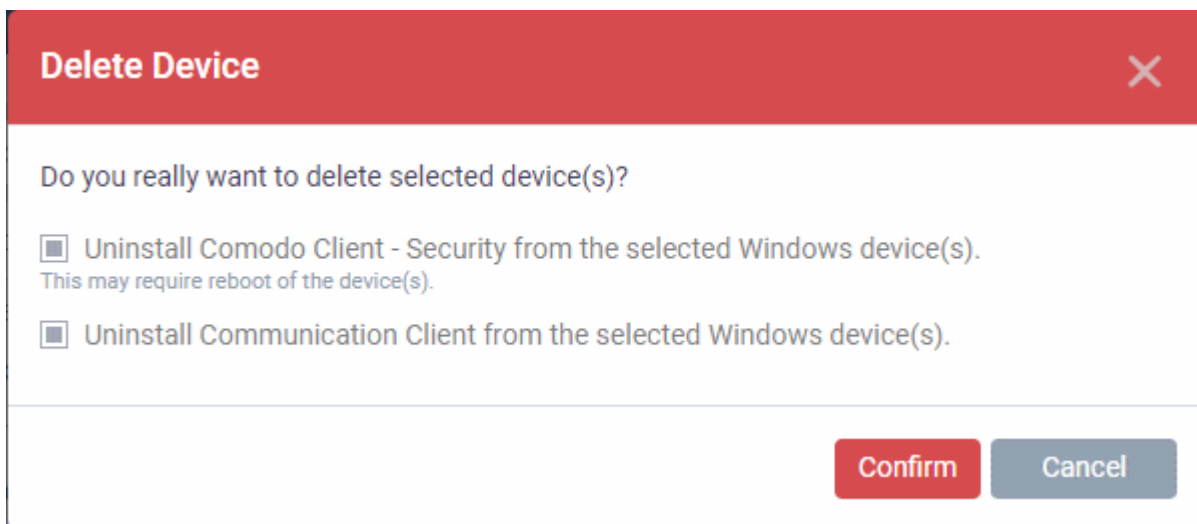 Delete Device
Do you really want to delete selected device(s)?
Uninstall Comodo Client - Security from the selected Windows device(s).
This may require reboot of the device(s).
Uninstall Communication Client from the selected Windows device(s).
Confirm Cancel